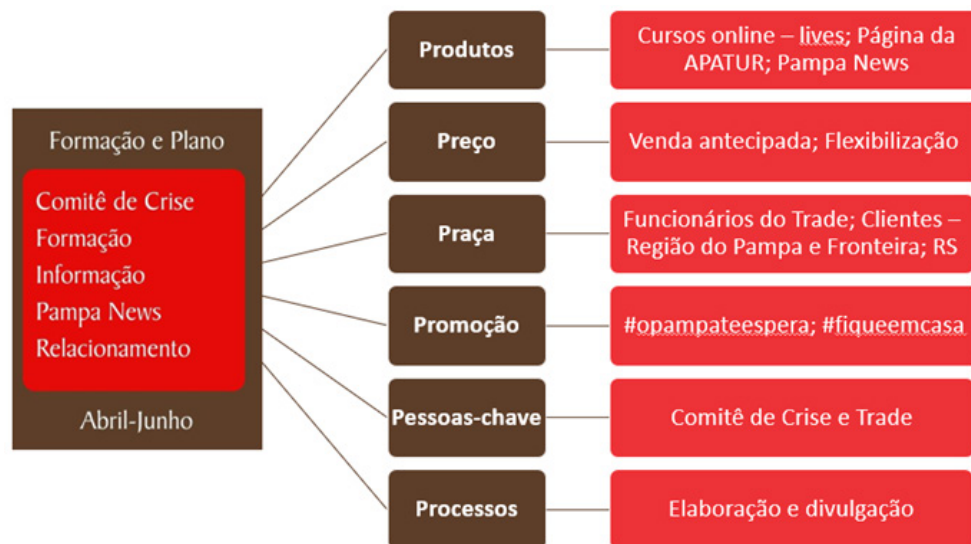 Formação e Plano
Comitê de Crise
Formação
Informação
Pampa News
Relacionamento
Abril-Junho
Produtos
Cursos online – lives; Página da
APATUR; Pampa News
Preço
Venda antecipada; Flexibilização
Praça
Funcionários do Trade; Clientes –
Região do Pampa e Fronteira; RS
Promoção
#opampateespera; #fiqueemcasa
Pessoas-chave
Comitê de Crise e Trade
Processos
Elaboração e divulgação